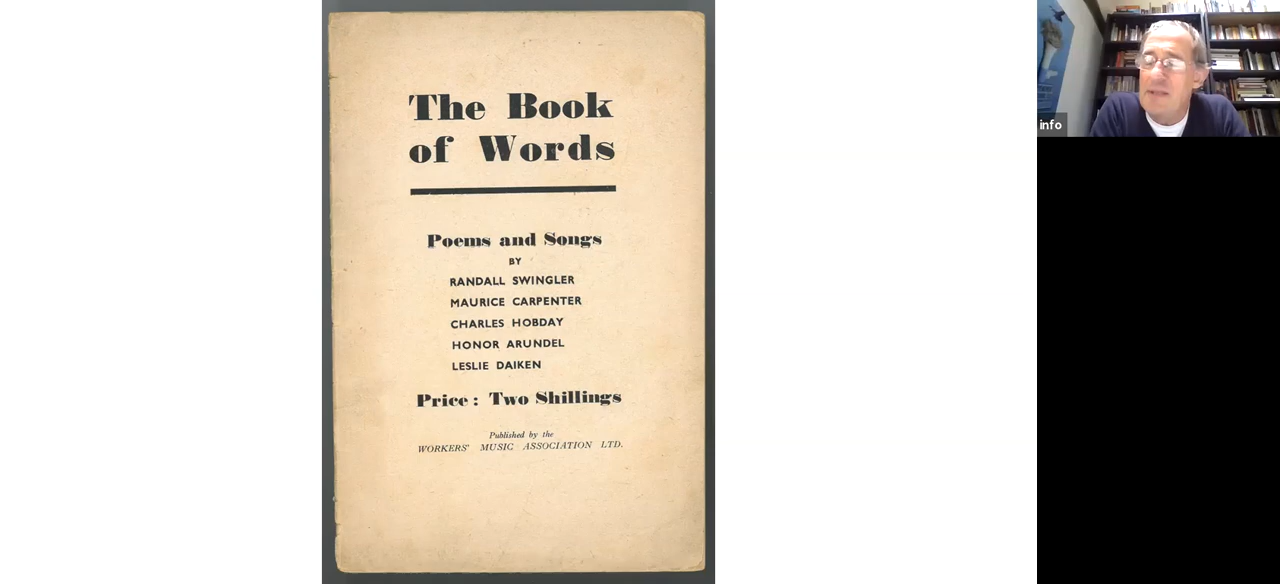 The Book
of Words
Poems and Songs
BY
RANDALL SWINGLER
MAURICE CARPENTER
CHARLES HOBDAY
HONOR ARUNDEL
LESLIE DAIKEN
Price: Two Shillings
Published by the
WORKERS' MUSIC ASSOCIATION LTD.
info